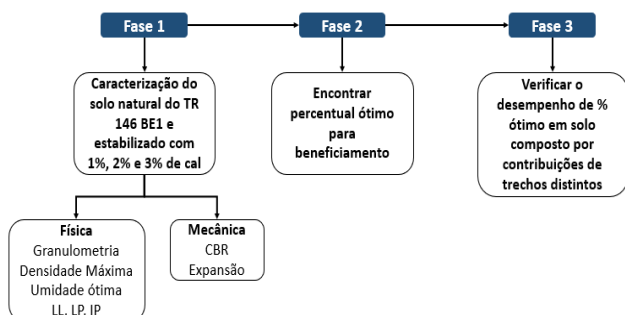 Fase 1
Fase 2
Fase 3
Caracterização do
solo natural do TR
146 BE1 e
estabilizado com
1%, 2% e 3% de cal
Encontrar
percentual ótimo
para
beneficiamento
Verificar o
desempenho de %
ótimo em solo
composto por
contribuições de
trechos distintos
Física
Granulometria
Densidade Máxima
Umidade ótima
LL, LP, IP
Mecânica
CBR
Expansão